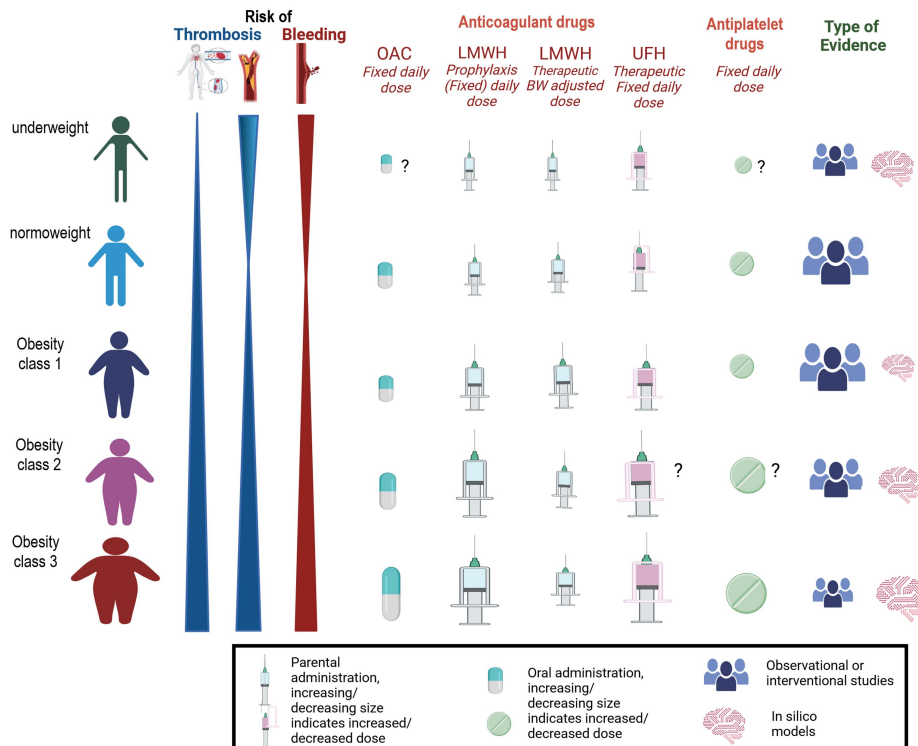 Risk of
Thrombosis
Bleeding
Anticoagulant drugs
OAC
Fixed daily
dose
LMWH
Prophylaxis
(Fixed) daily
dose
LMWH
Therapeutic
BW adjusted
dose
UFH
Therapeutic
Fixed daily
dose
Antiplatelet
drugs
Fixed daily
dose
Type of
Evidence
underweight
?
?
normoweight
Obesity
class 1
Obesity
class 2
?
?
Obesity
class 3
Parental
administration,
increasing/
decreasing size
indicates increased/
decreased dose
Oral administration,
increasing/
decreasing size
indicates increased/
decreased dose
Observational or
interventional studies
In silico
models